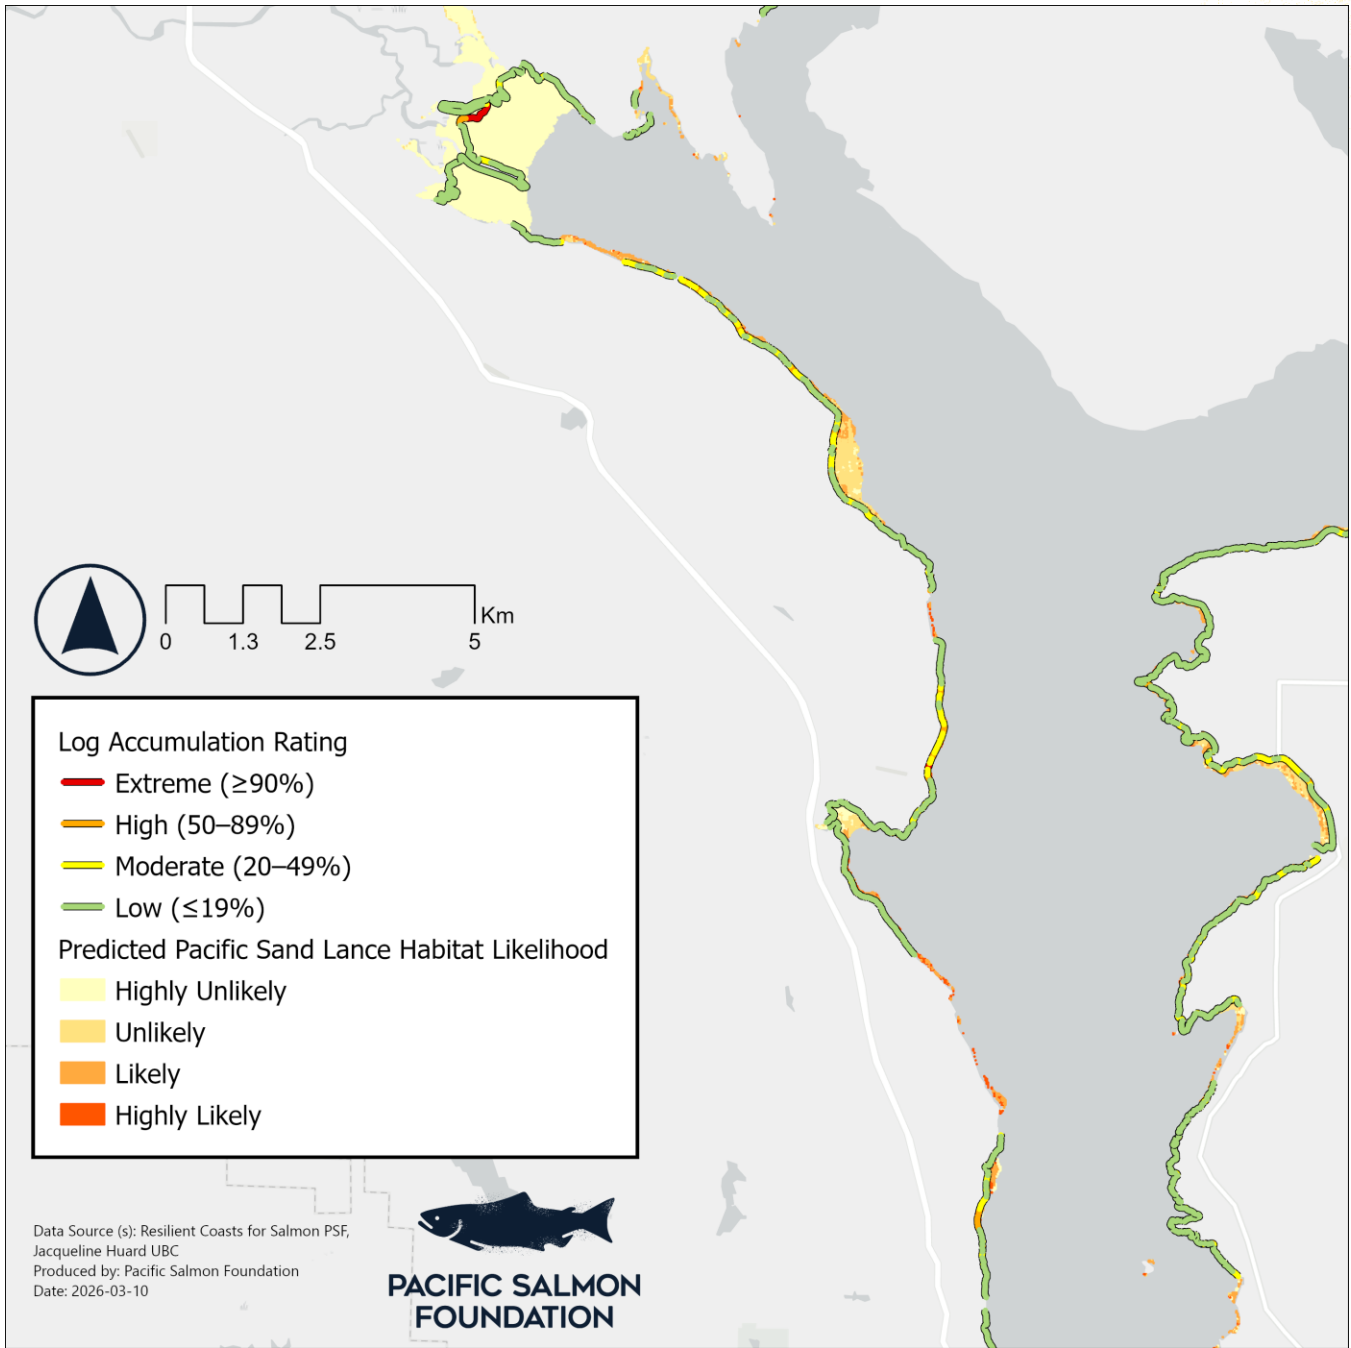 Km
0 1.3 2.5 5
Log Accumulation Rating
Extreme (≥90%)
High (50–89%)
Moderate (20–49%)
Low (≤19%)
Predicted Pacific Sand Lance Habitat Likelihood
Highly Unlikely
Unlikely
Likely
Highly Likely
Data Source (s): Resilient Coasts for Salmon PSF,
Jacqueline Huard UBC
Produced by: Pacific Salmon Foundation
Date: 2026-03-10
PACIFIC SALMON
FOUNDATION